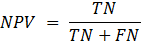 NPV = TN / (TN + FN)